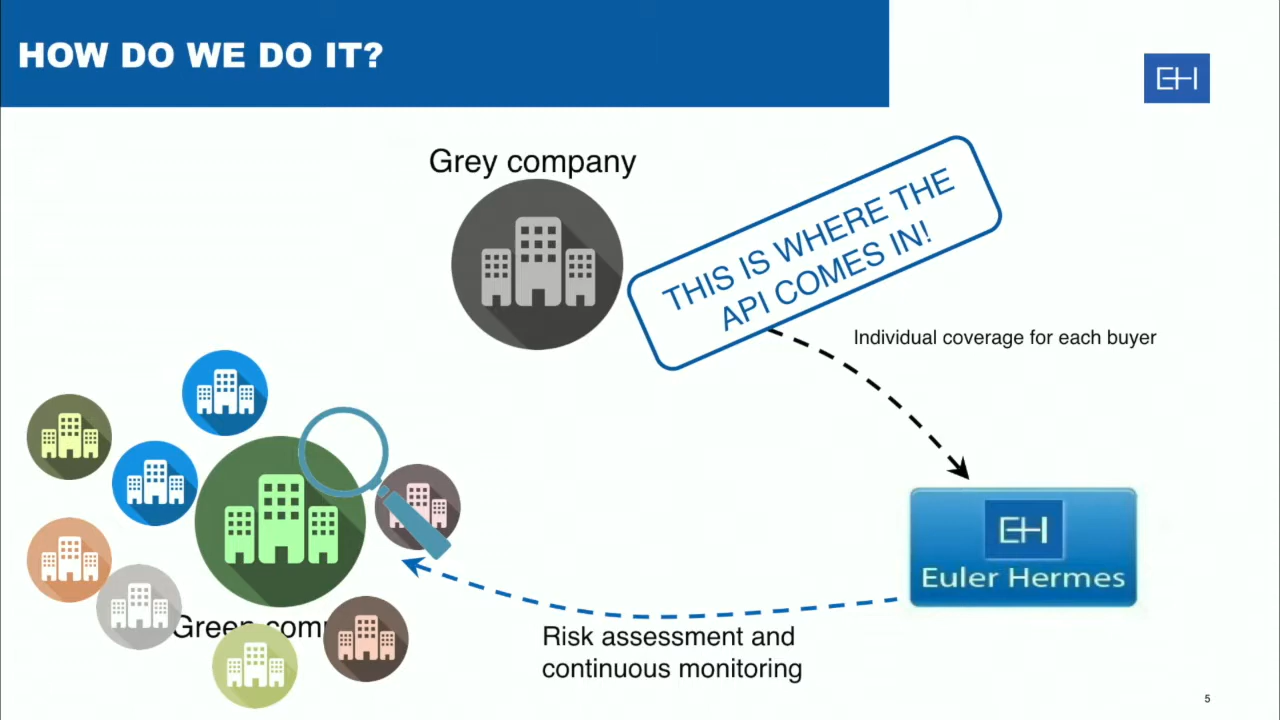 HOW DO WE DO IT?
EH
Grey company
THIS IS WHERE THE
API COMES IN!
Individual coverage for each buyer
EH
Euler Hermes
Green
Risk assessment and
continuous monitoring
5